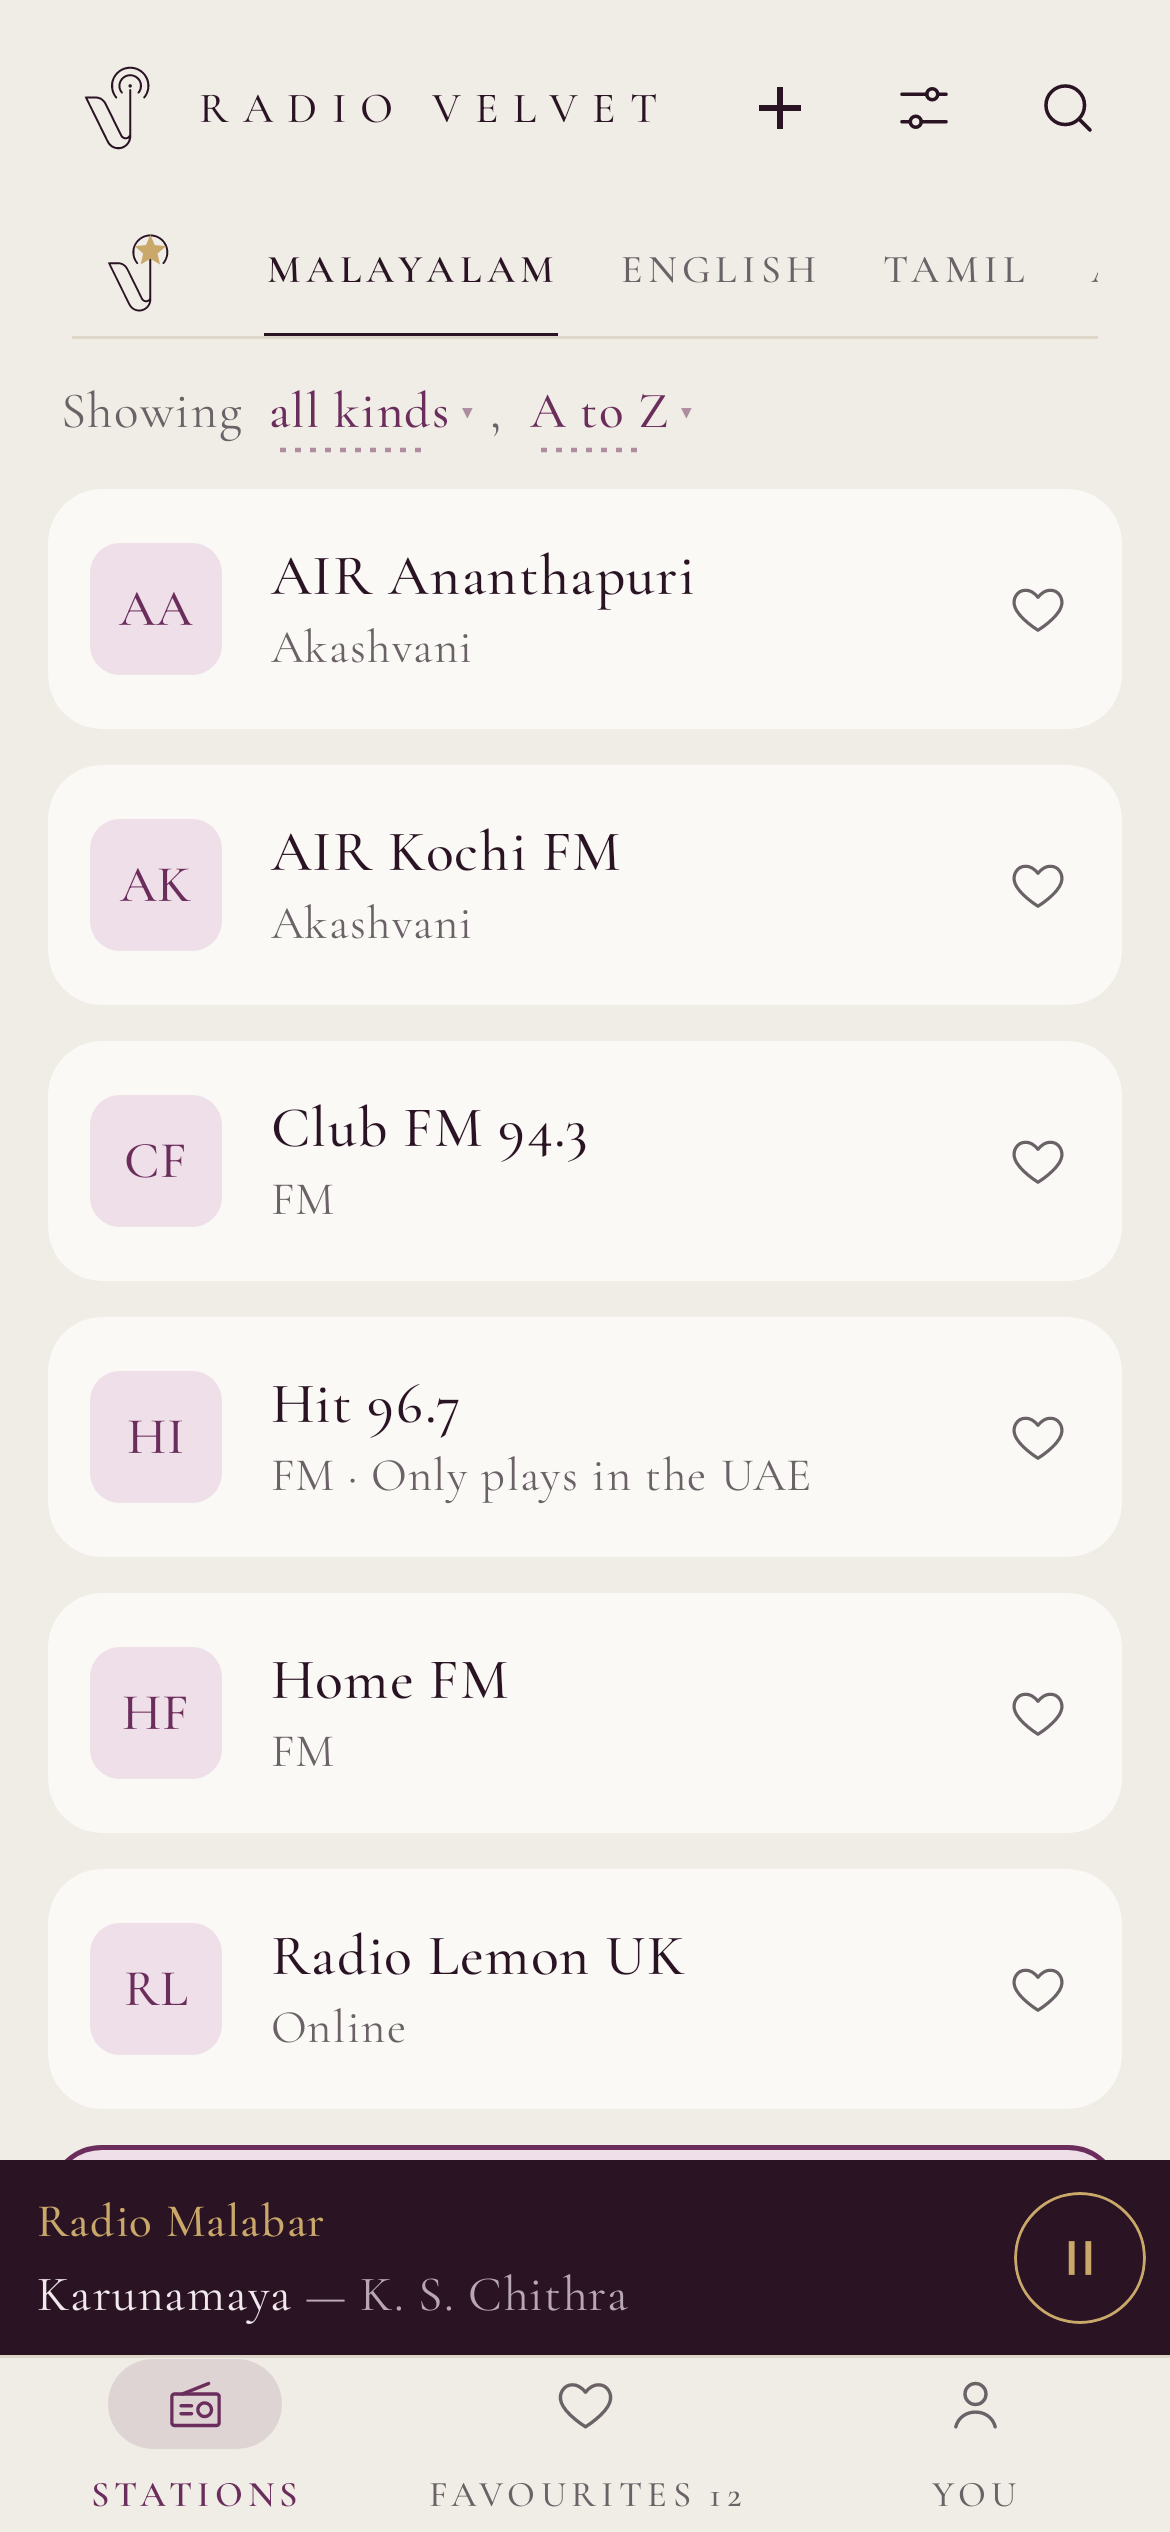 RADIO VELVET
MALAYALAM ENGLISH TAMIL
Showing all kinds ▾ , A to Z ▾
AA
AIR Ananthapuri
Akashvani
AK
AIR Kochi FM
Akashvani
CF
Club FM 94.3
FM
HI
Hit 96.7
FM · Only plays in the UAE
HF
Home FM
FM
RL
Radio Lemon UK
Online
Radio Malabar
Karunamaya — K. S. Chithra
STATIONS FAVOURITES 12 YOU